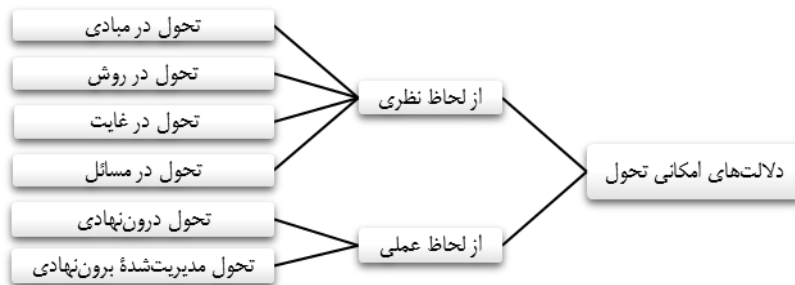 دلالت‌های امکانی تحول
از لحاظ نظری
تحول در مبادی
تحول در روش
تحول در غایت
تحول در مسائل
از لحاظ عملی
تحول درون‌نهادی
تحول مدیریت‌شدهٔ برون‌نهادی